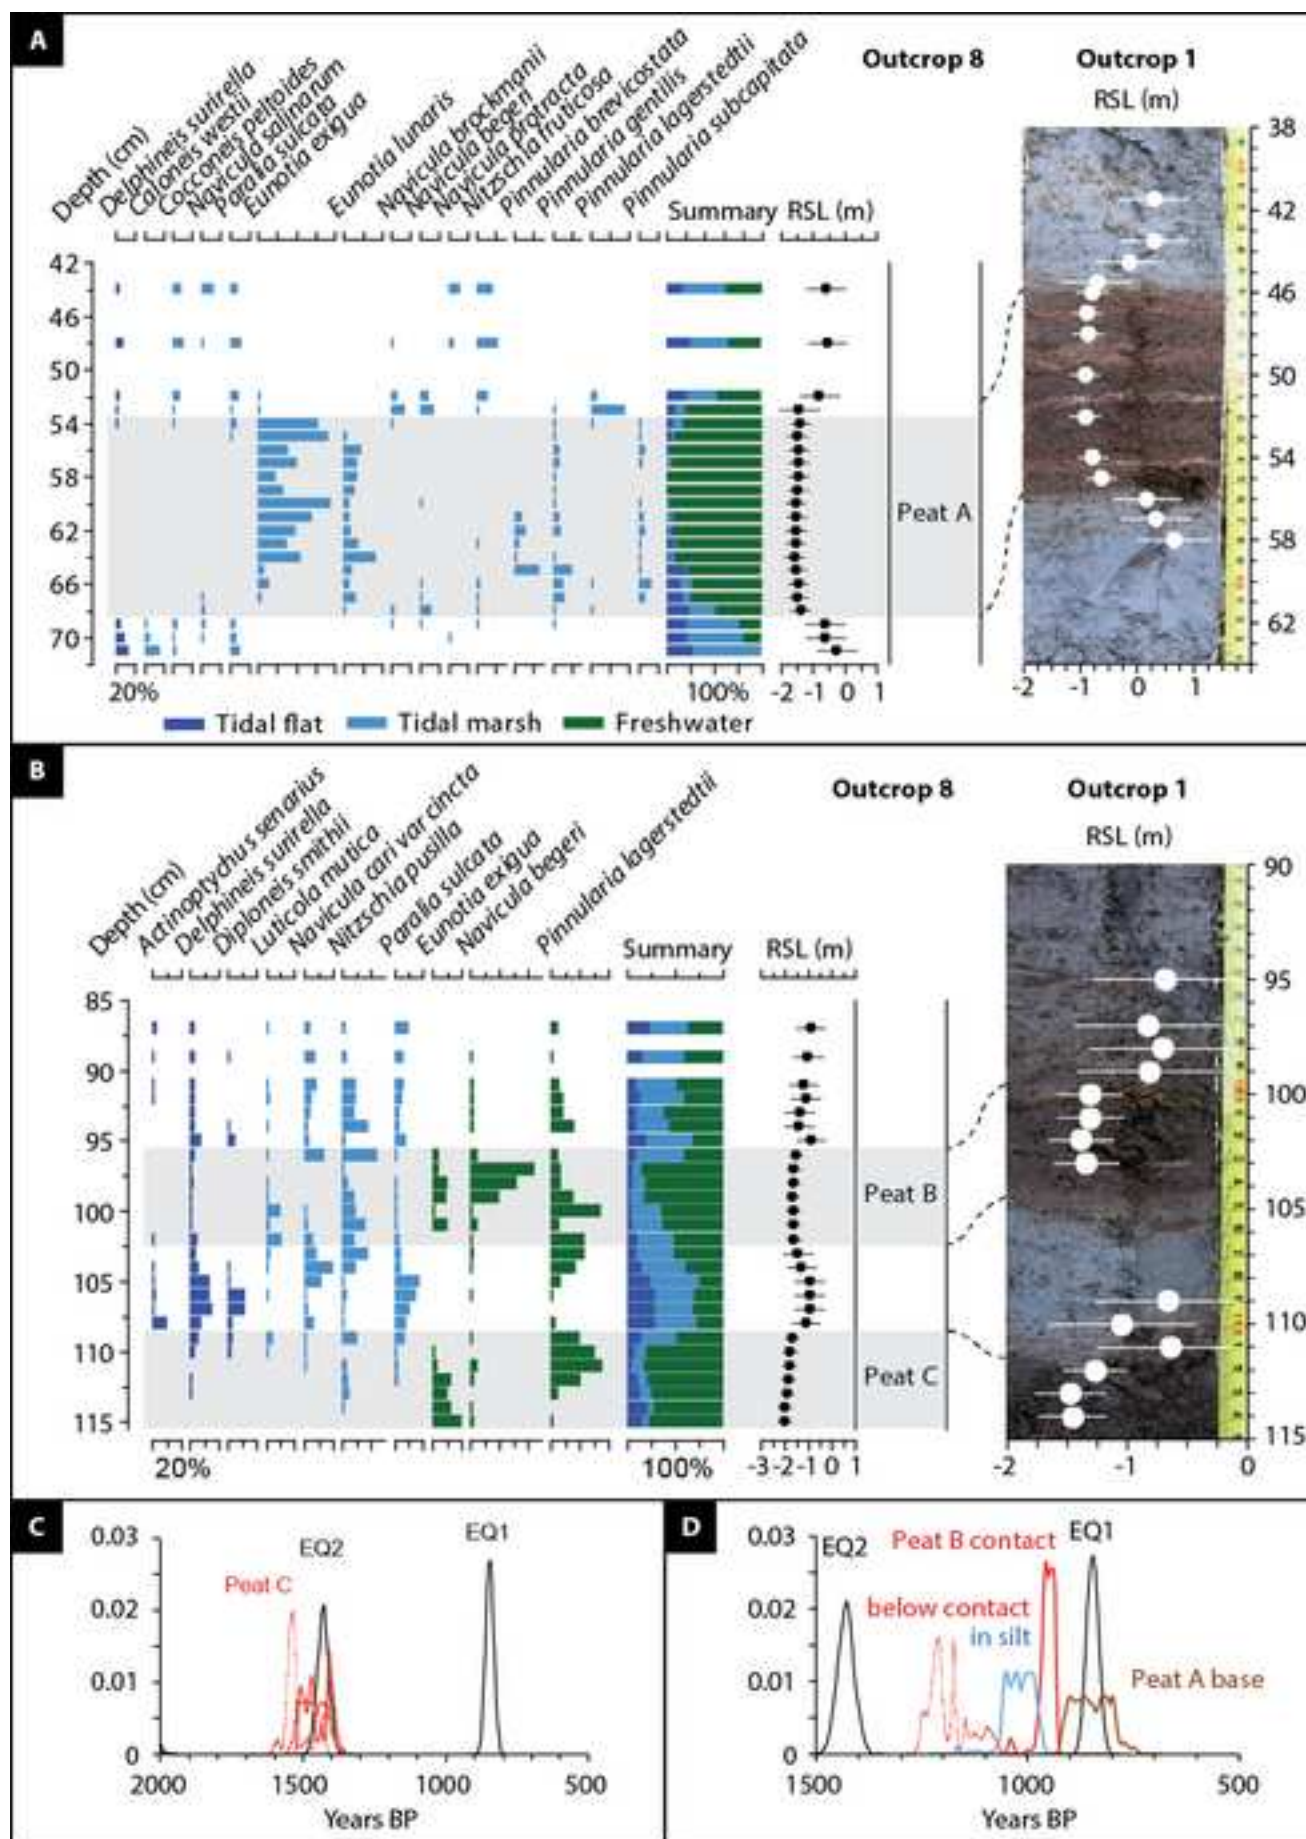 A
Depth (cm)
Delphineis surirella
Caloneis westii
Cocconeis peltoides
Navicula salinarum
Paralia sulcata
Eunotia exigua
Eunotia lunaris
Navicula brockmanii
Navicula begeri
Navicula protracta
Nitzschia fruticosa
Pinnularia brevicostata
Pinnularia gentilis
Pinnularia lagerstedtii
Pinnularia subcapitata
Summary
RSL (m)
Outcrop 8
Outcrop 1
RSL (m)
42
46
50
54
58
62
66
70
20%
100%
-2 -1 0 1
Peat A
38
42
46
50
54
58
62
-2 -1 0 1
Tidal flat Tidal marsh Freshwater
B
Depth (cm)
Actinoptychus senarius
Delphineis surirella
Diploneis smithii
Luticola mutica
Navicula cari var cincta
Nitzschia pusilla
Paralia sulcata
Eunotia exigua
Navicula begeri
Pinnularia lagerstedtii
Summary
RSL (m)
Outcrop 8
Outcrop 1
RSL (m)
85
90
95
100
105
110
115
20%
100%
-3 -2 -1 0 1
Peat B
Peat C
90
95
100
105
110
115
-2 -1 0
C
0.03
0.02
0.01
0
EQ2
EQ1
Peat C
2000 1500 1000 500
Years BP
D
0.03
0.02
0.01
0
EQ2
Peat B contact
EQ1
below contact
in silt
Peat A base
1500 1000 500
Years BP